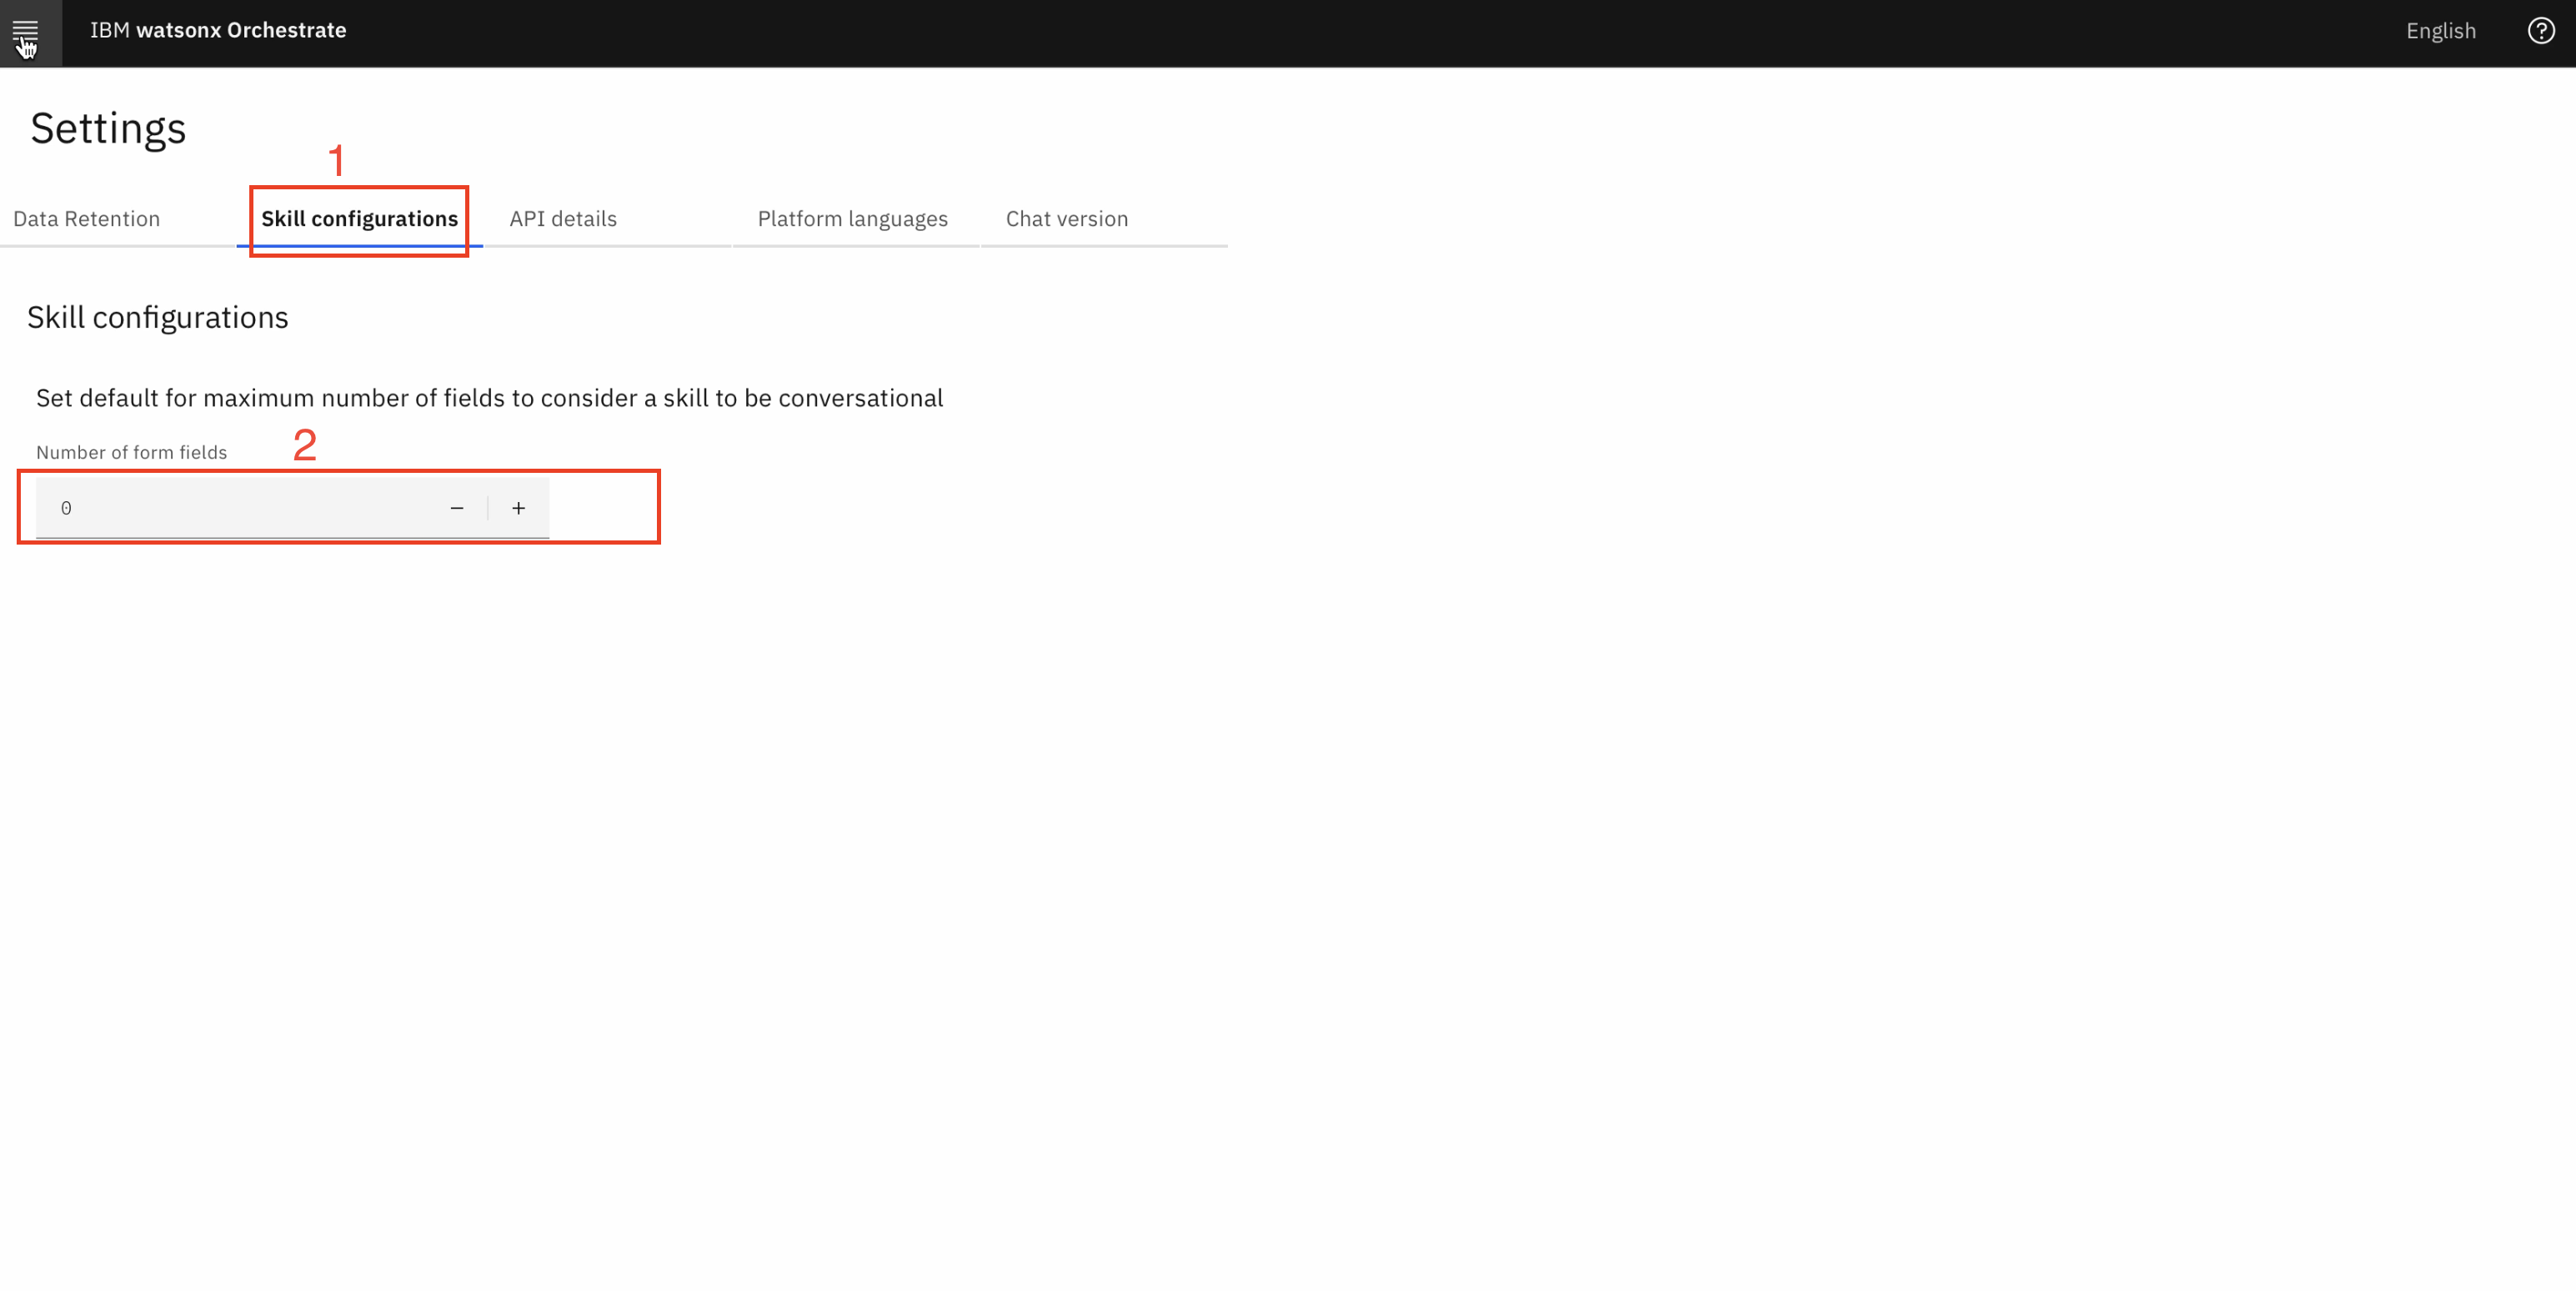 IBM watsonx Orchestrate
English
Settings
1
Data Retention
Skill configurations
API details
Platform languages
Chat version
Skill configurations
Set default for maximum number of fields to consider a skill to be conversational
Number of form fields
2
0